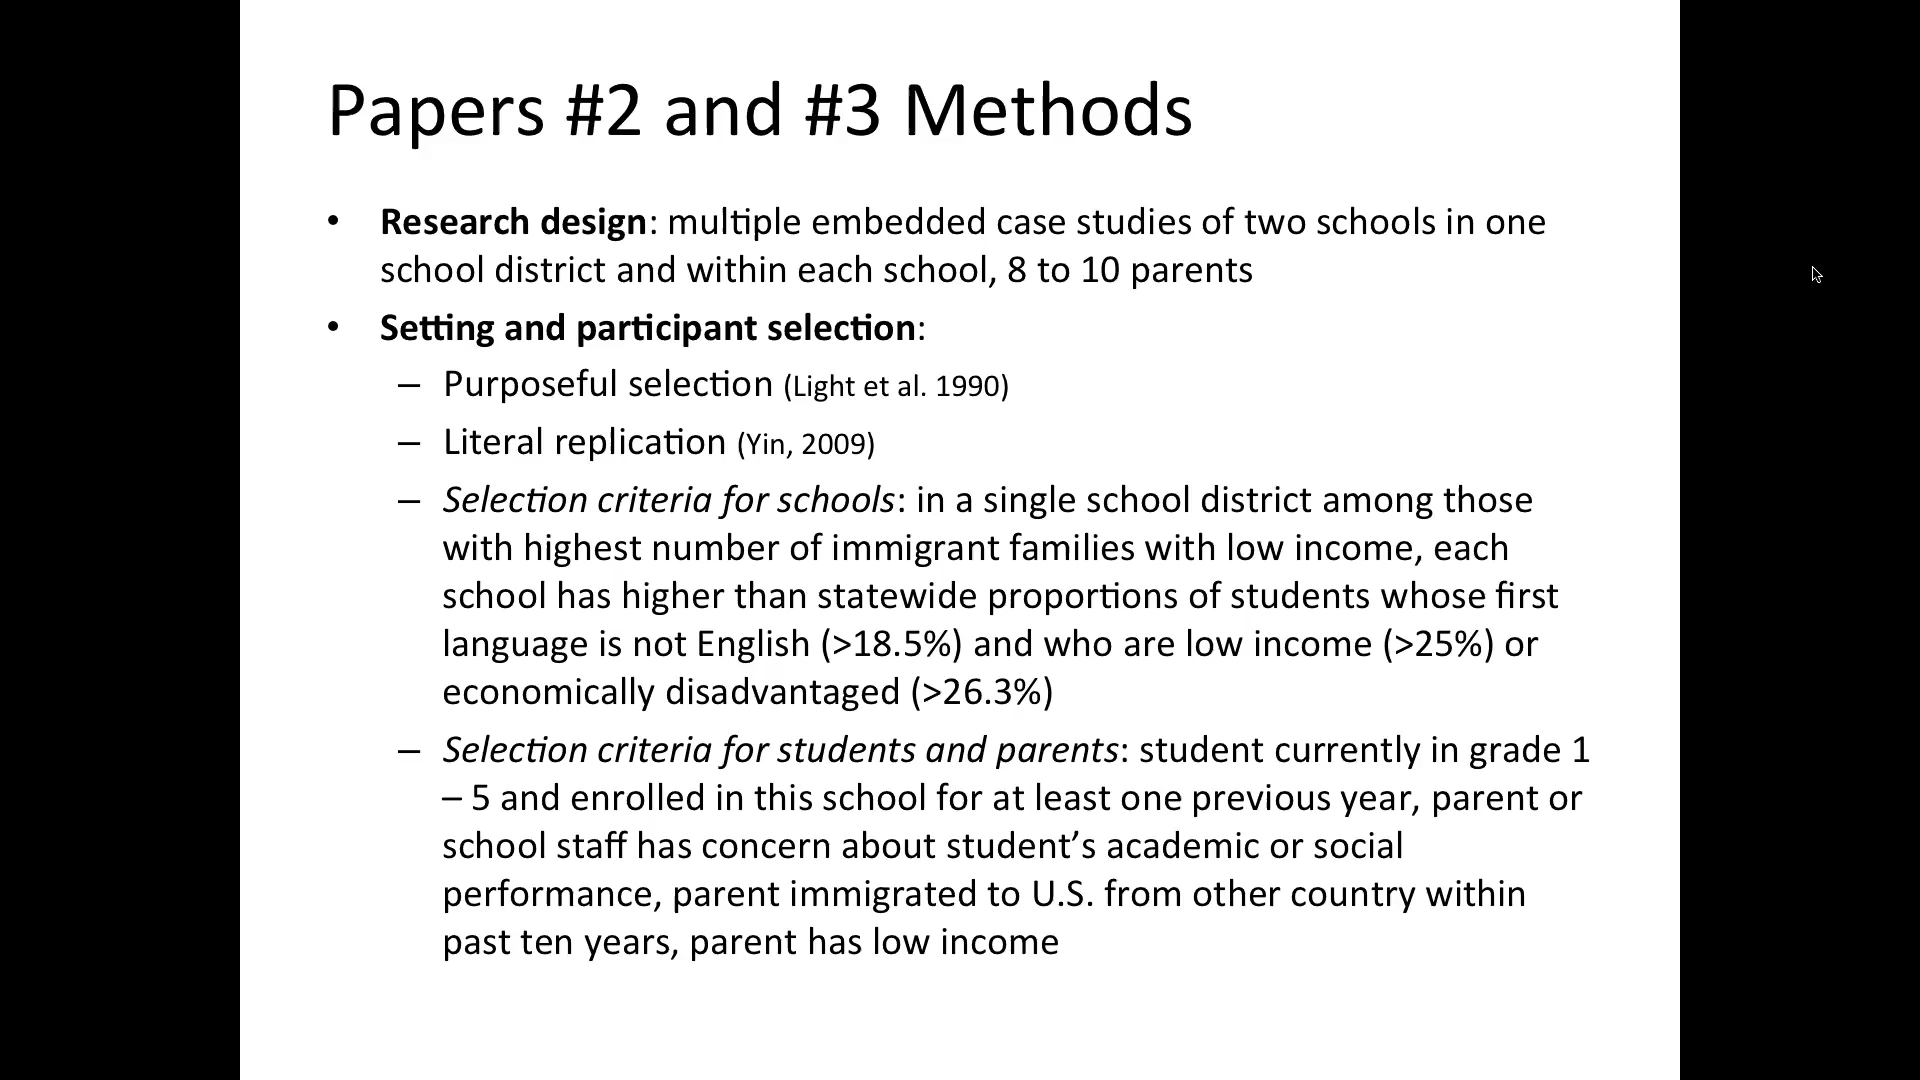 Papers #2 and #3 Methods
• Research design: multiple embedded case studies of two schools in one
school district and within each school, 8 to 10 parents
• Setting and participant selection:
– Purposeful selection (Light et al. 1990)
– Literal replication (Yin, 2009)
– Selection criteria for schools: in a single school district among those
with highest number of immigrant families with low income, each
school has higher than statewide proportions of students whose first
language is not English (>18.5%) and who are low income (>25%) or
economically disadvantaged (>26.3%)
– Selection criteria for students and parents: student currently in grade 1
– 5 and enrolled in this school for at least one previous year, parent or
school staff has concern about student’s academic or social
performance, parent immigrated to U.S. from other country within
past ten years, parent has low income